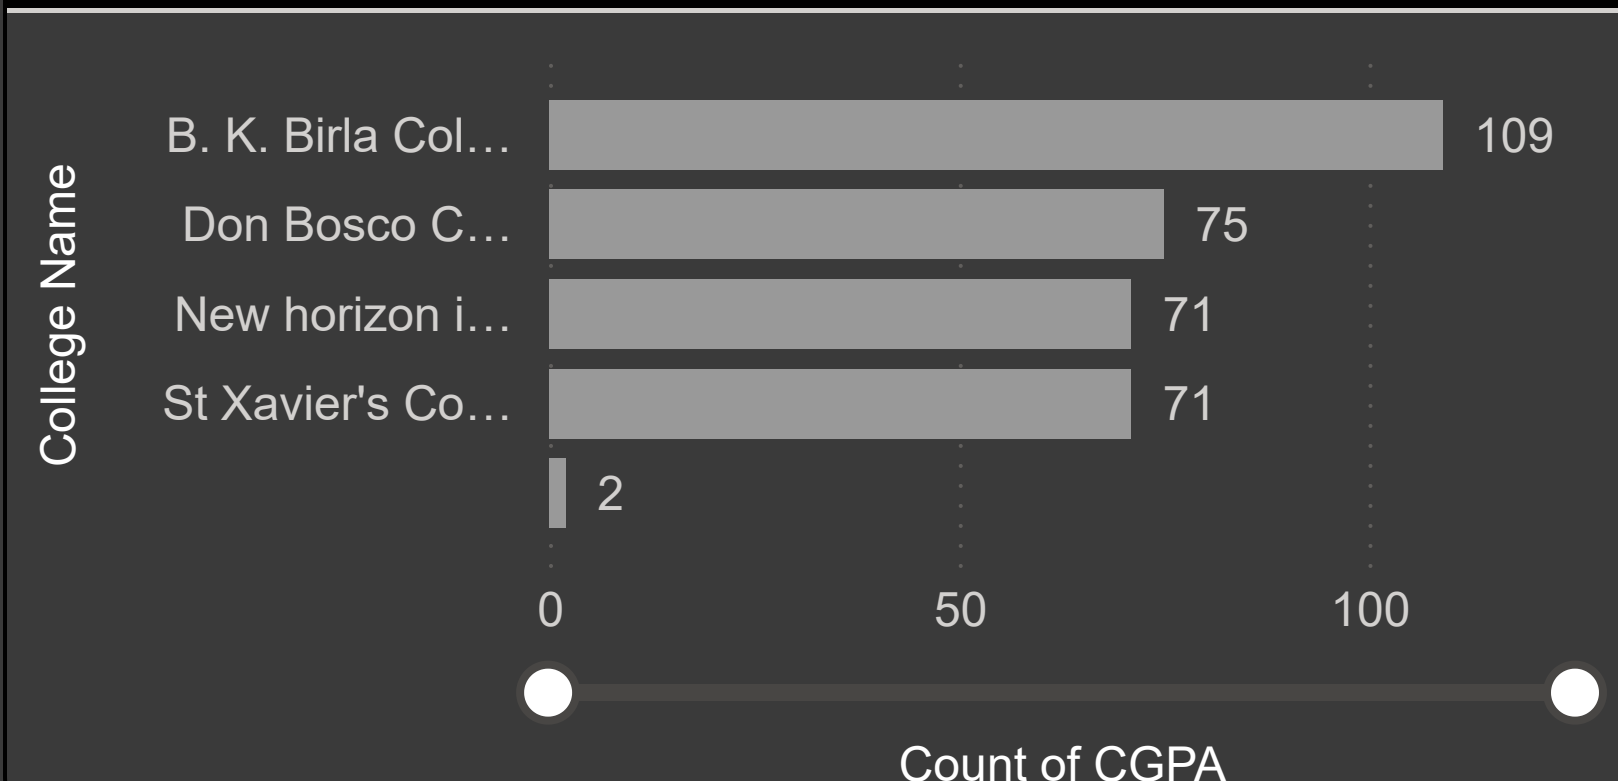 College Name
B. K. Birla Col… 109
Don Bosco C… 75
New horizon i… 71
St Xavier's Co… 71
2
0 50 100
Count of CGPA